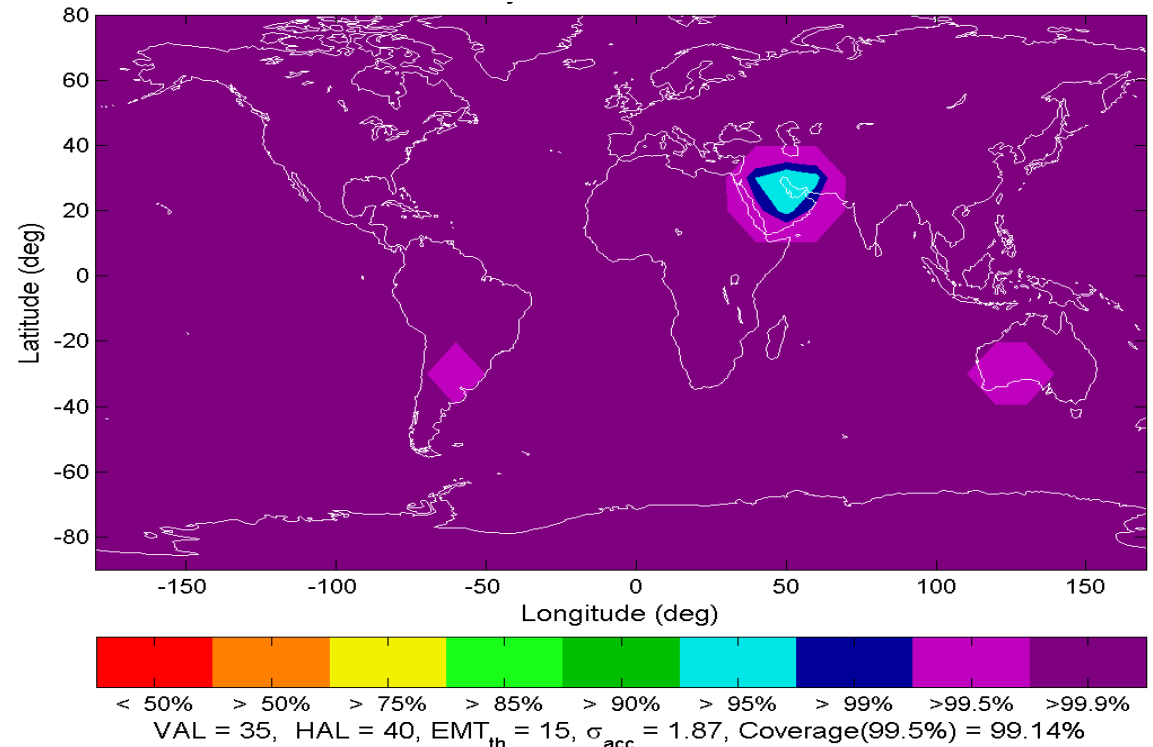 80
60
40
20
0
-20
-40
-60
-80
Latitude (deg)
-150 -100 -50 0 50 100 150
Longitude (deg)
< 50% > 50% > 75% > 85% > 90% > 95% > 99% >99.5% >99.9%
VAL = 35, HAL = 40, EMT_th = 15, σ_acc = 1.87, Coverage(99.5%) = 99.14%